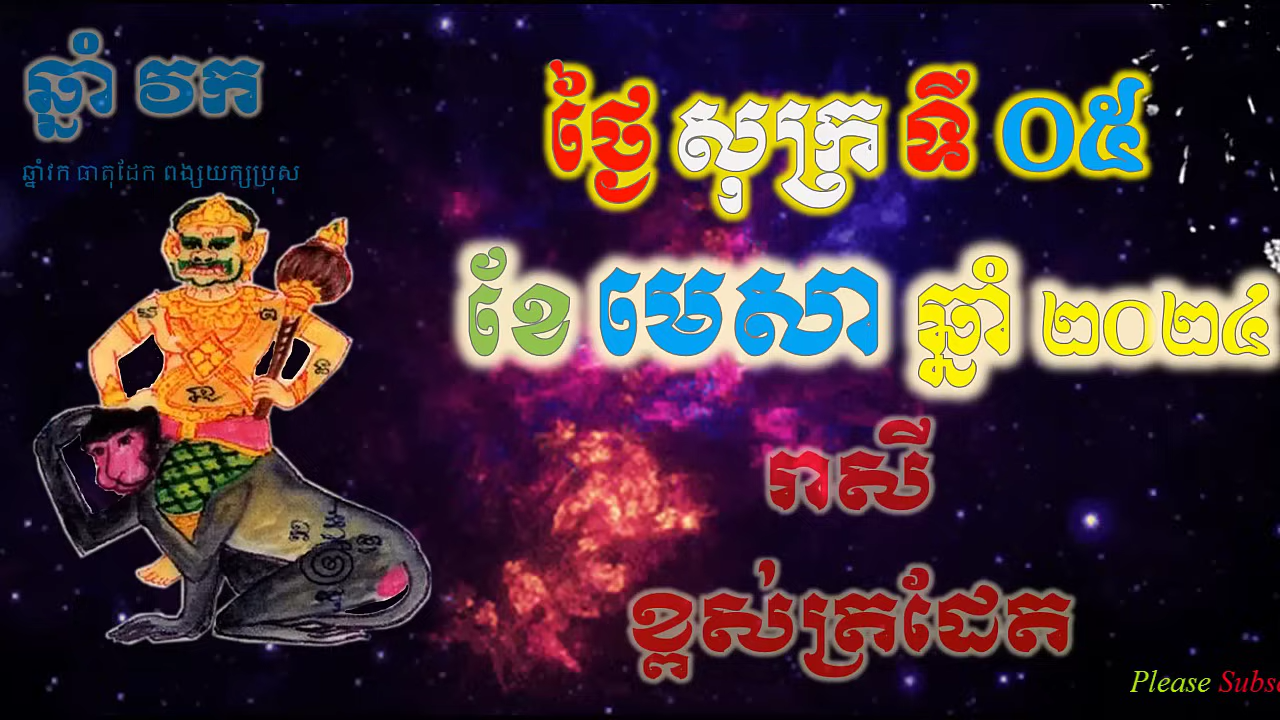 ឆ្នាំ វក
ឆ្នាំវក ធាតុដែក ពង្សយក្សប្រុស
ថ្ងៃ សុក្រ ទី ០៥
ខែ មេសា ឆ្នាំ ២០២៤
រាសី
ខ្ពស់ត្រដែត
Please Subsc